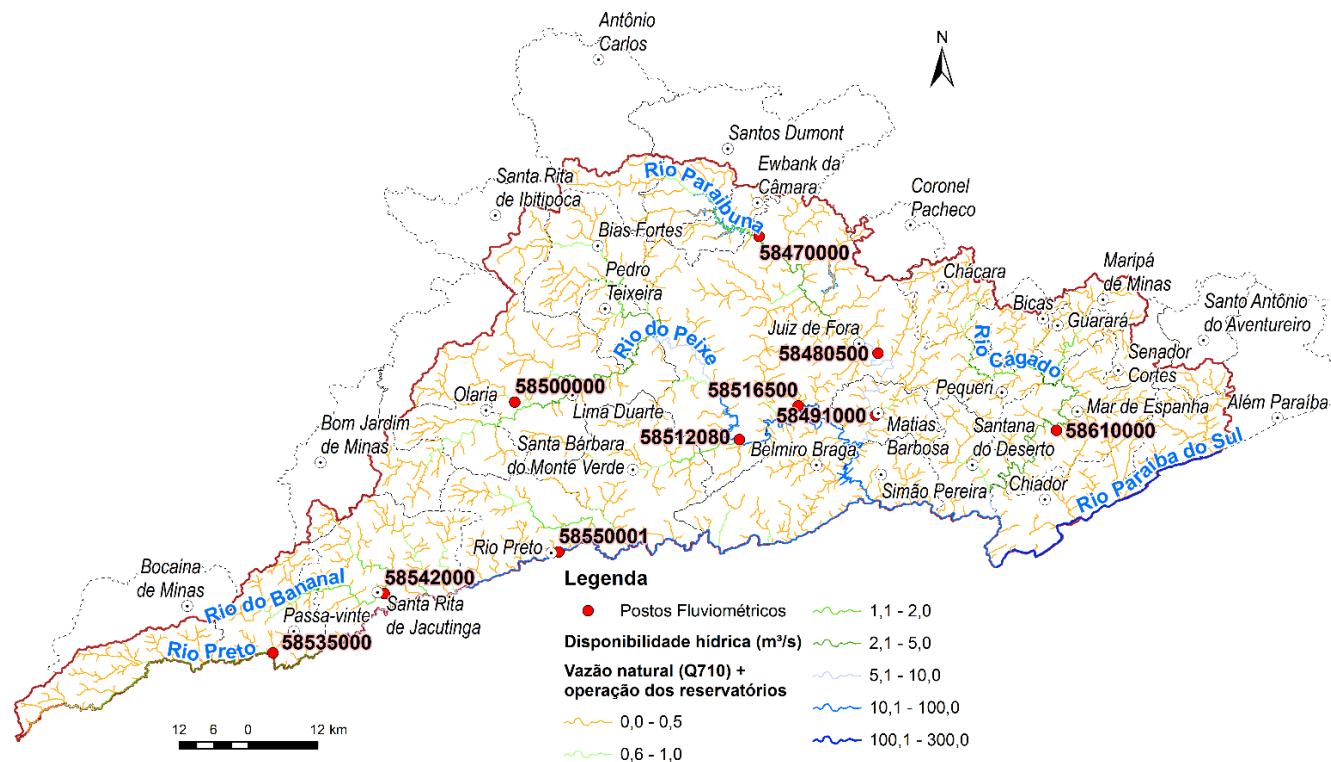 Antônio
Carlos
N
Santos Dumont
Ewbank da
Câmara
Rio Paraibuna
Santa Rita
de Ibitipoca
Coronel
Pacheco
Bias Fortes
58470000
Pedro
Teixeira
Chácara
Maripá
de Minas
Bicas
Guarará
Santo Antônio
do Aventureiro
Rio do Peixe
Juiz de Fora
58480500
Rio Cágado
Senador
Cortes
Olaria
58500000
Lima Duarte
58516500
58491000
Pequeri
Mar de Espanha
Além Paraíba
Bom Jardim
de Minas
Santa Bárbara
do Monte Verde
58512080
Belmiro Braga
Matias
Barbosa
Santana
do Deserto
58610000
Simão Pereira
Chiador
Rio Paraíba do Sul
Rio Preto
58550001
Bocaina
de Minas
Rio do Bananal
58542000
Santa Rita
de Jacutinga
Passa-vinte
Rio Preto
58535000
Legenda
Postos Fluviométricos
Disponibilidade hídrica (m³/s)
Vazão natural (Q710) +
operação dos reservatórios
0,0 - 0,5
0,6 - 1,0
1,1 - 2,0
2,1 - 5,0
5,1 - 10,0
10,1 - 100,0
100,1 - 300,0
12 6 0 12 km